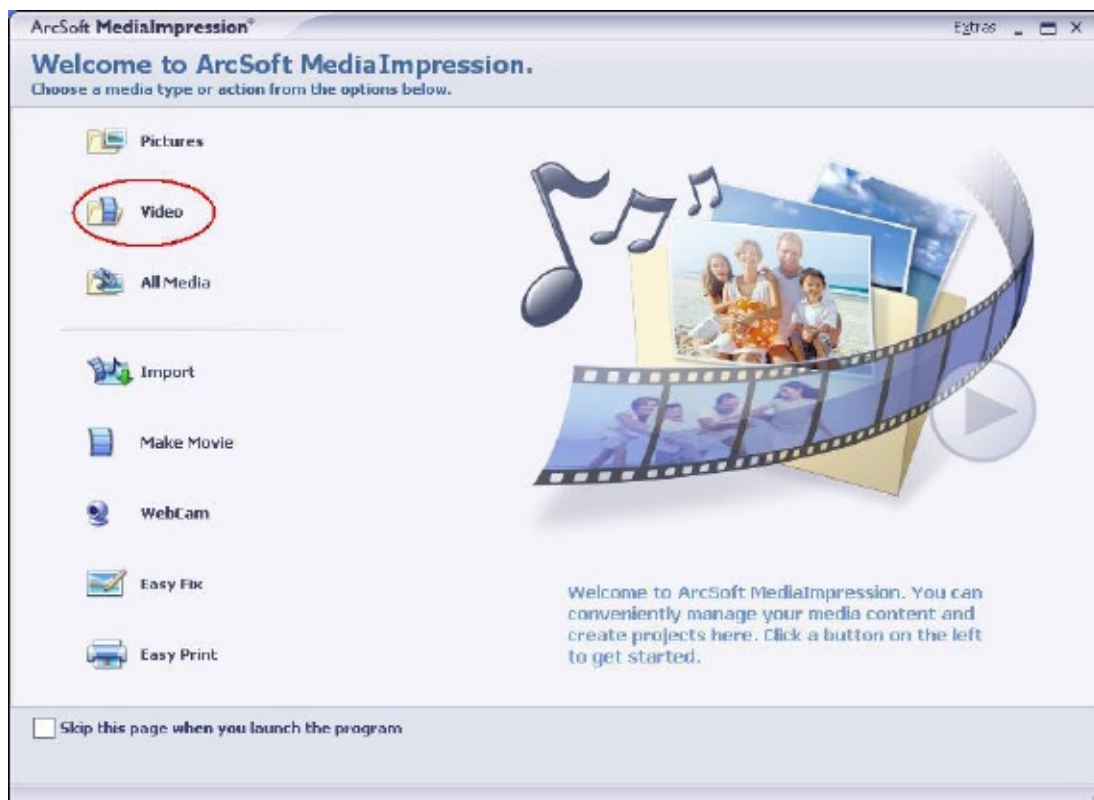 ArcSoft MediaImpression®
Extras
Welcome to ArcSoft MediaImpression.
Choose a media type or action from the options below.
Pictures
Video
All Media
Import
Make Movie
WebCam
Easy Fix
Easy Print
Welcome to ArcSoft MediaImpression. You can
conveniently manage your media content and
create projects here. Click a button on the left
to get started.
Skip this page when you launch the program